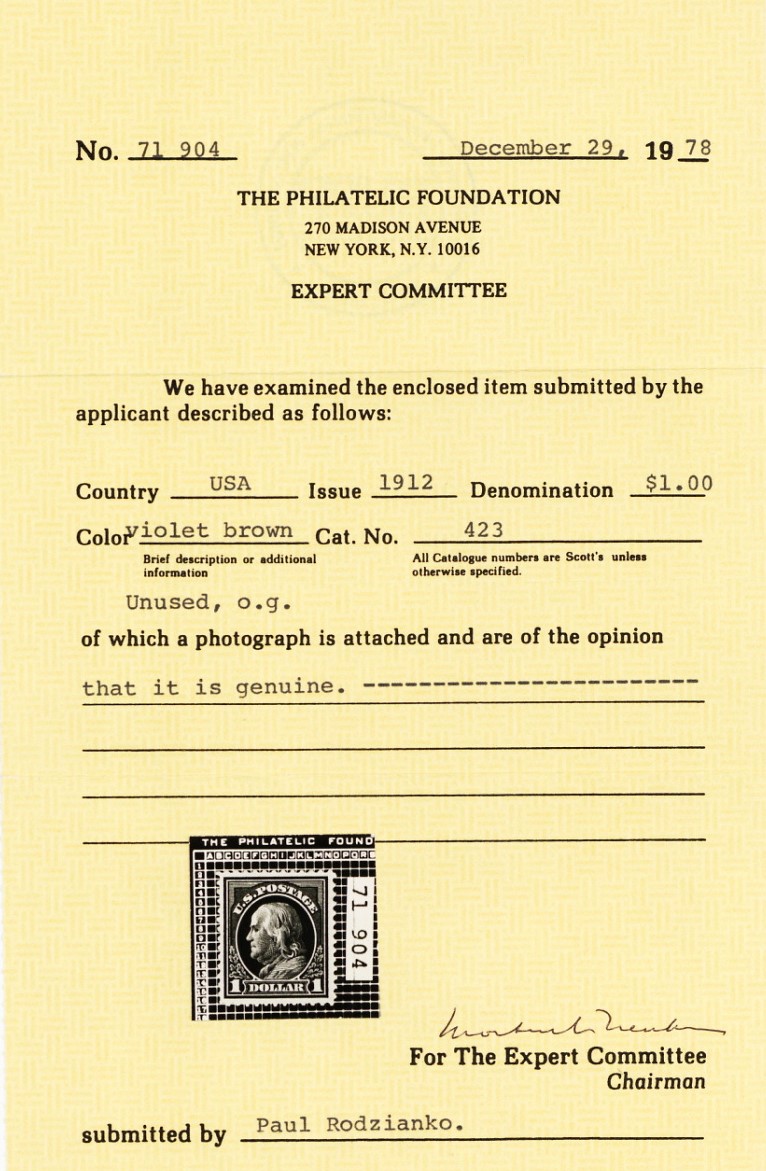 No. 71 904 December 29, 19 78
THE PHILATELIC FOUNDATION
270 MADISON AVENUE
NEW YORK, N.Y. 10016
EXPERT COMMITTEE
We have examined the enclosed item submitted by the
applicant described as follows:
Country USA Issue 1912 Denomination $1.00
Color violet brown Cat. No. 423
Brief description or additional
information
All Catalogue numbers are Scott's unless
otherwise specified.
Unused, o.g.
of which a photograph is attached and are of the opinion
that it is genuine. ------------------------
THE PHILATELIC FOUND
ABCDEFGHIJKLMNOPQR
U.S. POSTAGE
1 DOLLAR 1
71 904
For The Expert Committee
Chairman
submitted by Paul Rodzianko.